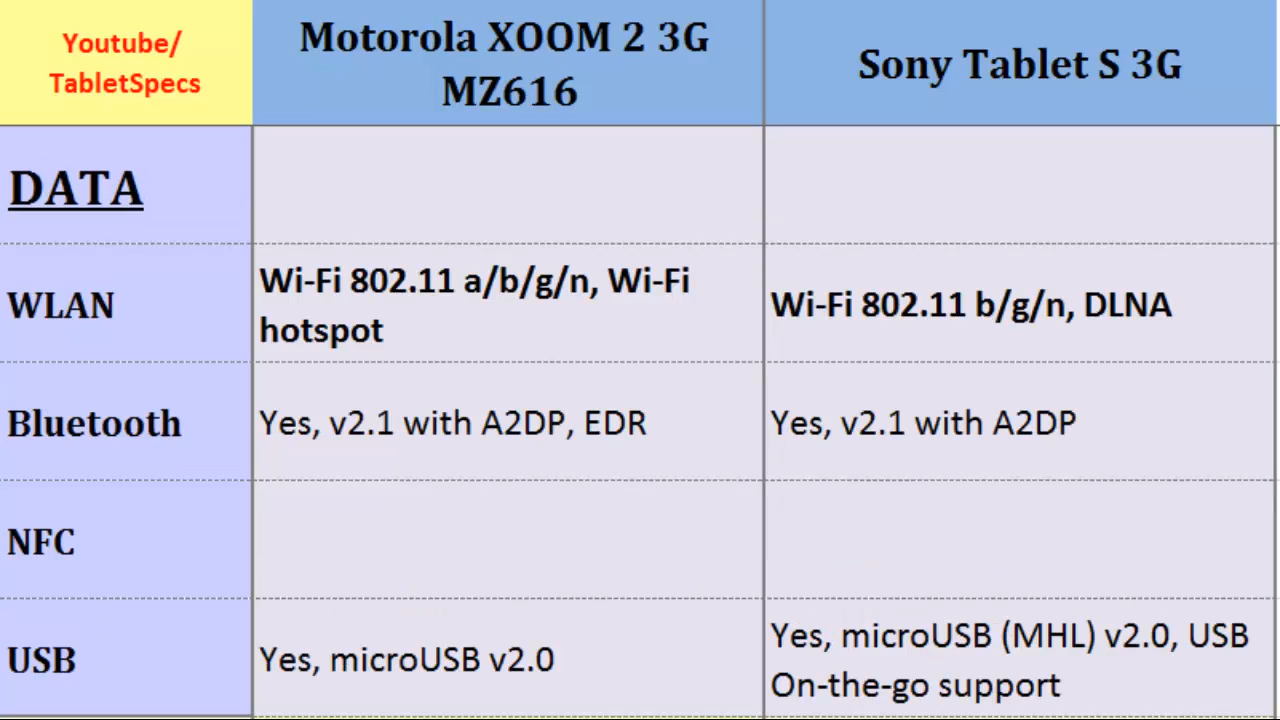 Youtube/
TabletSpecs
Motorola XOOM 2 3G
MZ616
Sony Tablet S 3G
DATA
WLAN
Wi-Fi 802.11 a/b/g/n, Wi-Fi
hotspot
Wi-Fi 802.11 b/g/n, DLNA
Bluetooth
Yes, v2.1 with A2DP, EDR
Yes, v2.1 with A2DP
NFC
USB
Yes, microUSB v2.0
Yes, microUSB (MHL) v2.0, USB
On-the-go support